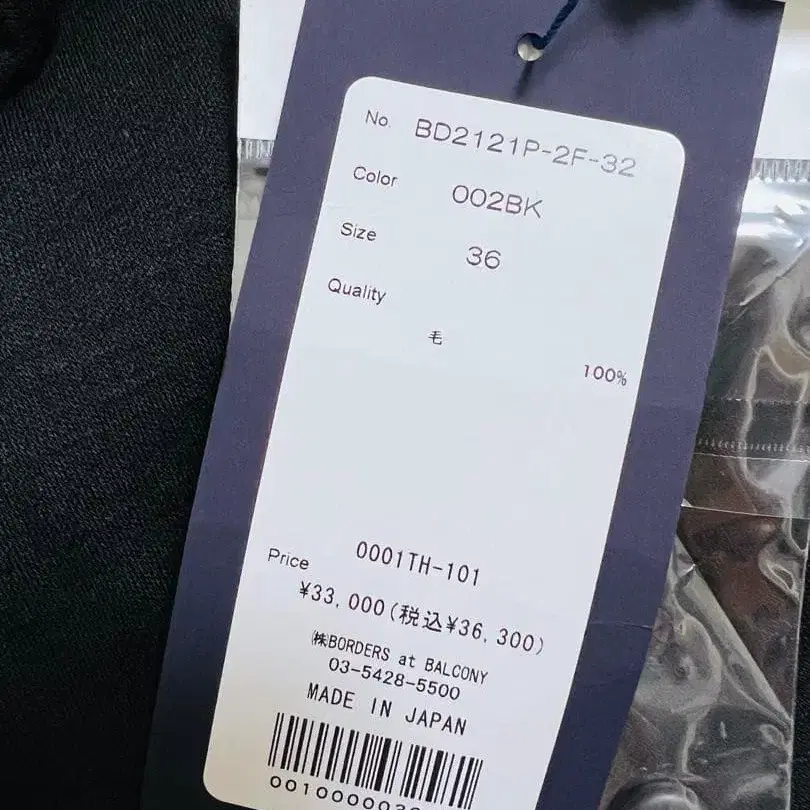 No. BD2121P-2F-32
Color 002BK
Size 36
Quality
毛
100%
0001TH-101
Price
¥33,000(税込¥36,300)
㈱BORDERS at BALCONY
03-5428-5500
MADE IN JAPAN